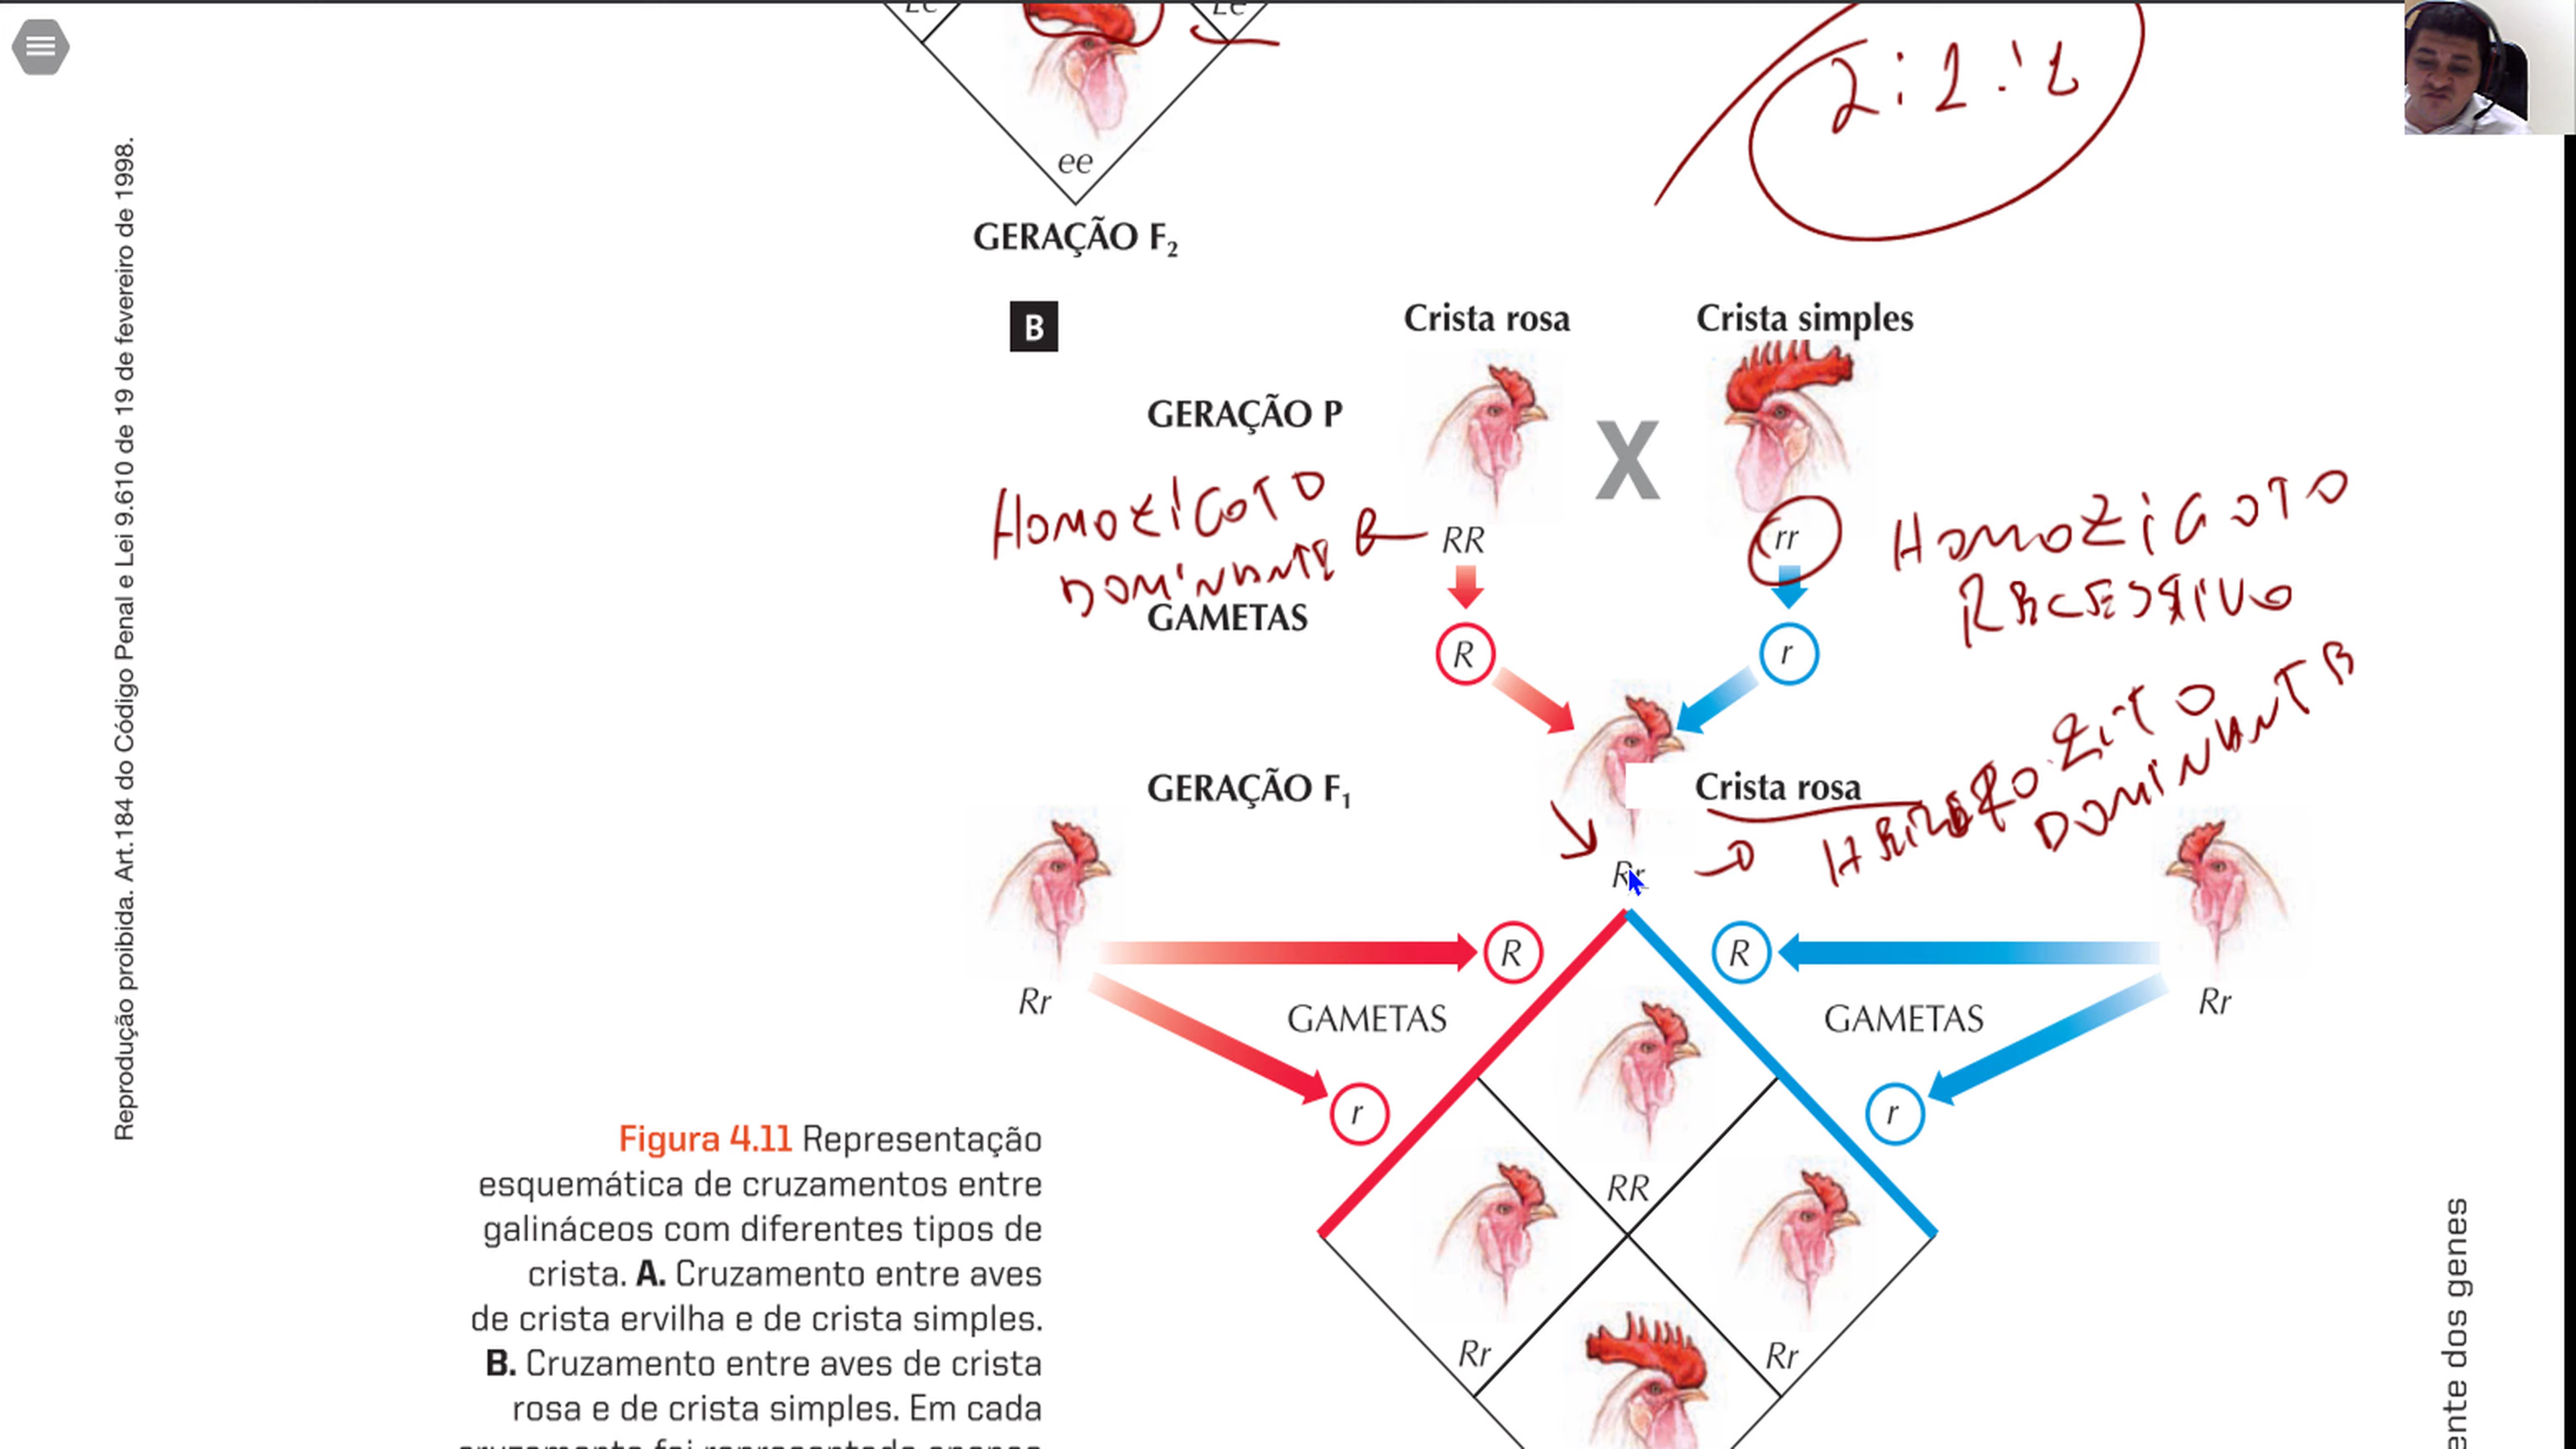 Ee
ee
GERAÇÃO F2
2:1:1
B
Crista rosa
Crista simples
GERAÇÃO P
X
HOMOZIGOTO
DOMINANTE
RR
rr
HOMOZIGOTO
RECESSIVO
GAMETAS
R
r
GERAÇÃO F1
Crista rosa
DOMINANTE
Rr
R
R
Rr
GAMETAS
GAMETAS
Rr
r
r
RR
Rr
Rr
Figura 4.11 Representação
esquemática de cruzamentos entre
galináceos com diferentes tipos de
crista. A. Cruzamento entre aves
de crista ervilha e de crista simples.
B. Cruzamento entre aves de crista
rosa e de crista simples. Em cada
Reprodução proibida. Art.184 do Código Penal e Lei 9.610 de 19 de fevereiro de 1998.
ente dos genes